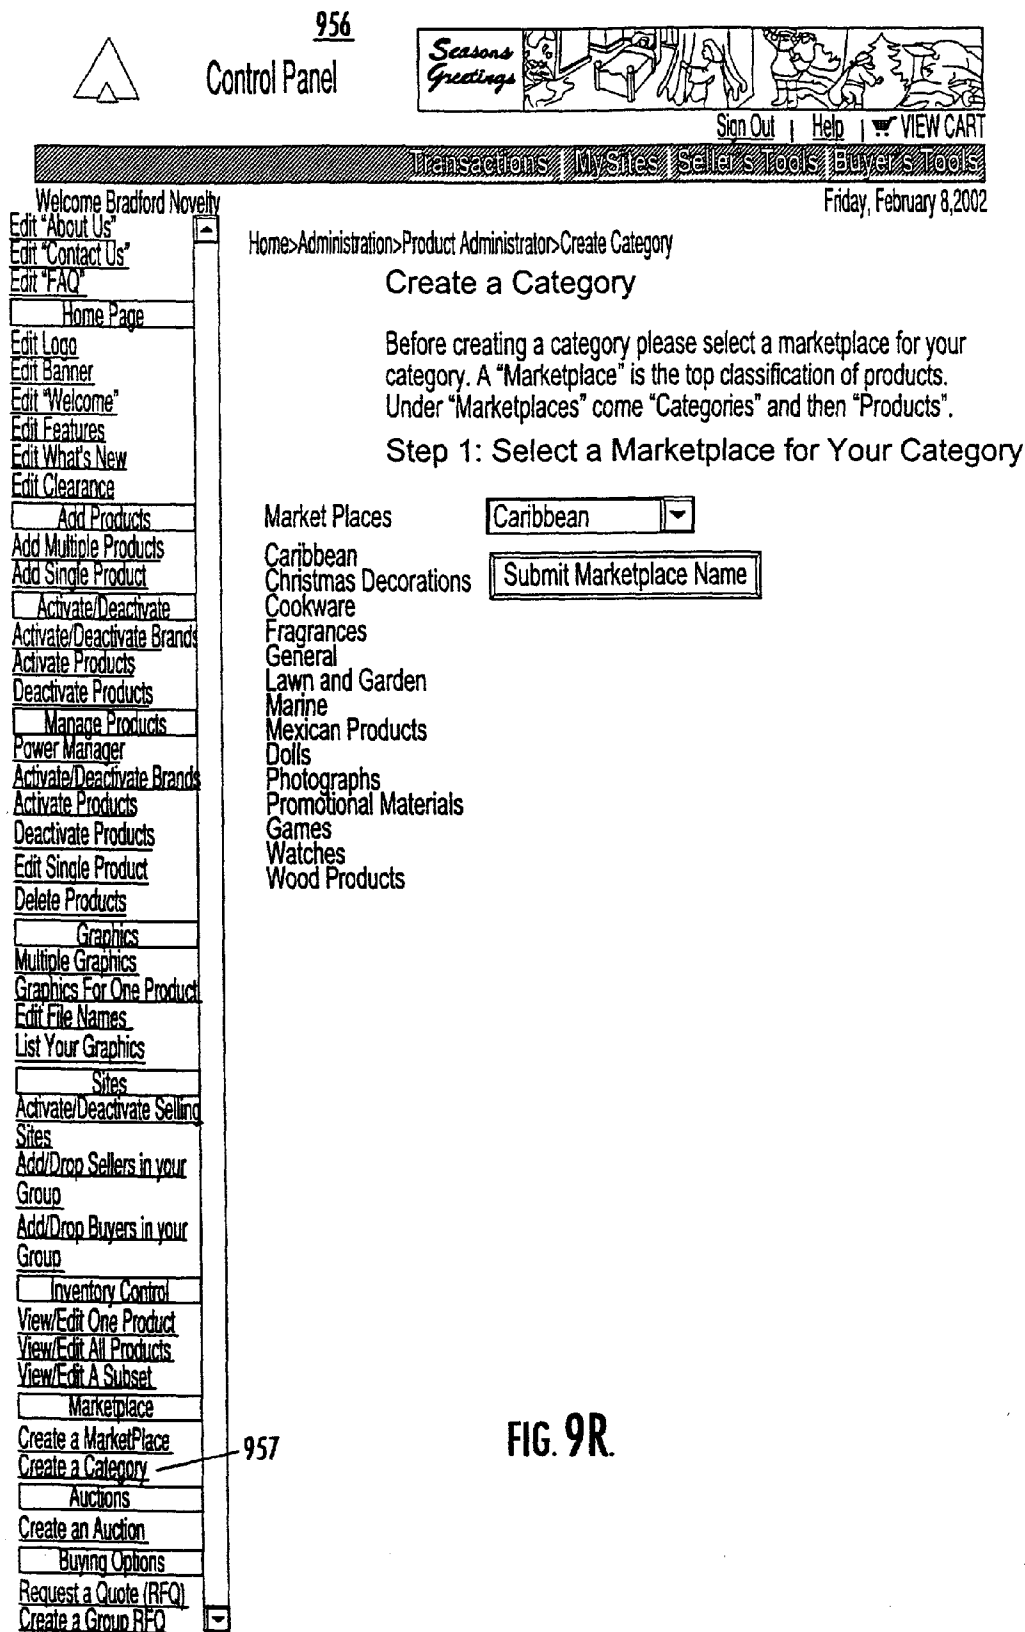 956
Control Panel
Seasons
Greetings
Sign Out | Help | VIEW CART
Transactions | MySites | Seller's Tools | Buyer's Tools
Welcome Bradford Novelty
Friday, February 8,2002
Edit "About Us"
Edit "Contact Us"
Edit "FAQ"
Home Page
Edit Logo
Edit Banner
Edit "Welcome"
Edit Features
Edit What's New
Edit Clearance
Add Products
Add Multiple Products
Add Single Product
Activate/Deactivate
Activate/Deactivate Brands
Activate Products
Deactivate Products
Manage Products
Power Manager
Activate/Deactivate Brands
Activate Products
Deactivate Products
Edit Single Product
Delete Products
Graphics
Multiple Graphics
Graphics For One Product
Edit File Names
List Your Graphics
Sites
Activate/Deactivate Selling
Sites
Add/Drop Sellers in your
Group
Add/Drop Buyers in your
Group
Inventory Control
View/Edit One Product
View/Edit All Products
View/Edit A Subset
Marketplace
Create a MarketPlace
Create a Category
957
Auctions
Create an Auction
Buying Options
Request a Quote (RFQ)
Create a Group RFQ
Home>Administration>Product Administrator>Create Category
Create a Category
Before creating a category please select a marketplace for your
category. A "Marketplace" is the top classification of products.
Under "Marketplaces" come "Categories" and then "Products".
Step 1: Select a Marketplace for Your Category
Market Places
Caribbean
Submit Marketplace Name
Caribbean
Christmas Decorations
Cookware
Fragrances
General
Lawn and Garden
Marine
Mexican Products
Dolls
Photographs
Promotional Materials
Games
Watches
Wood Products
FIG. 9R.